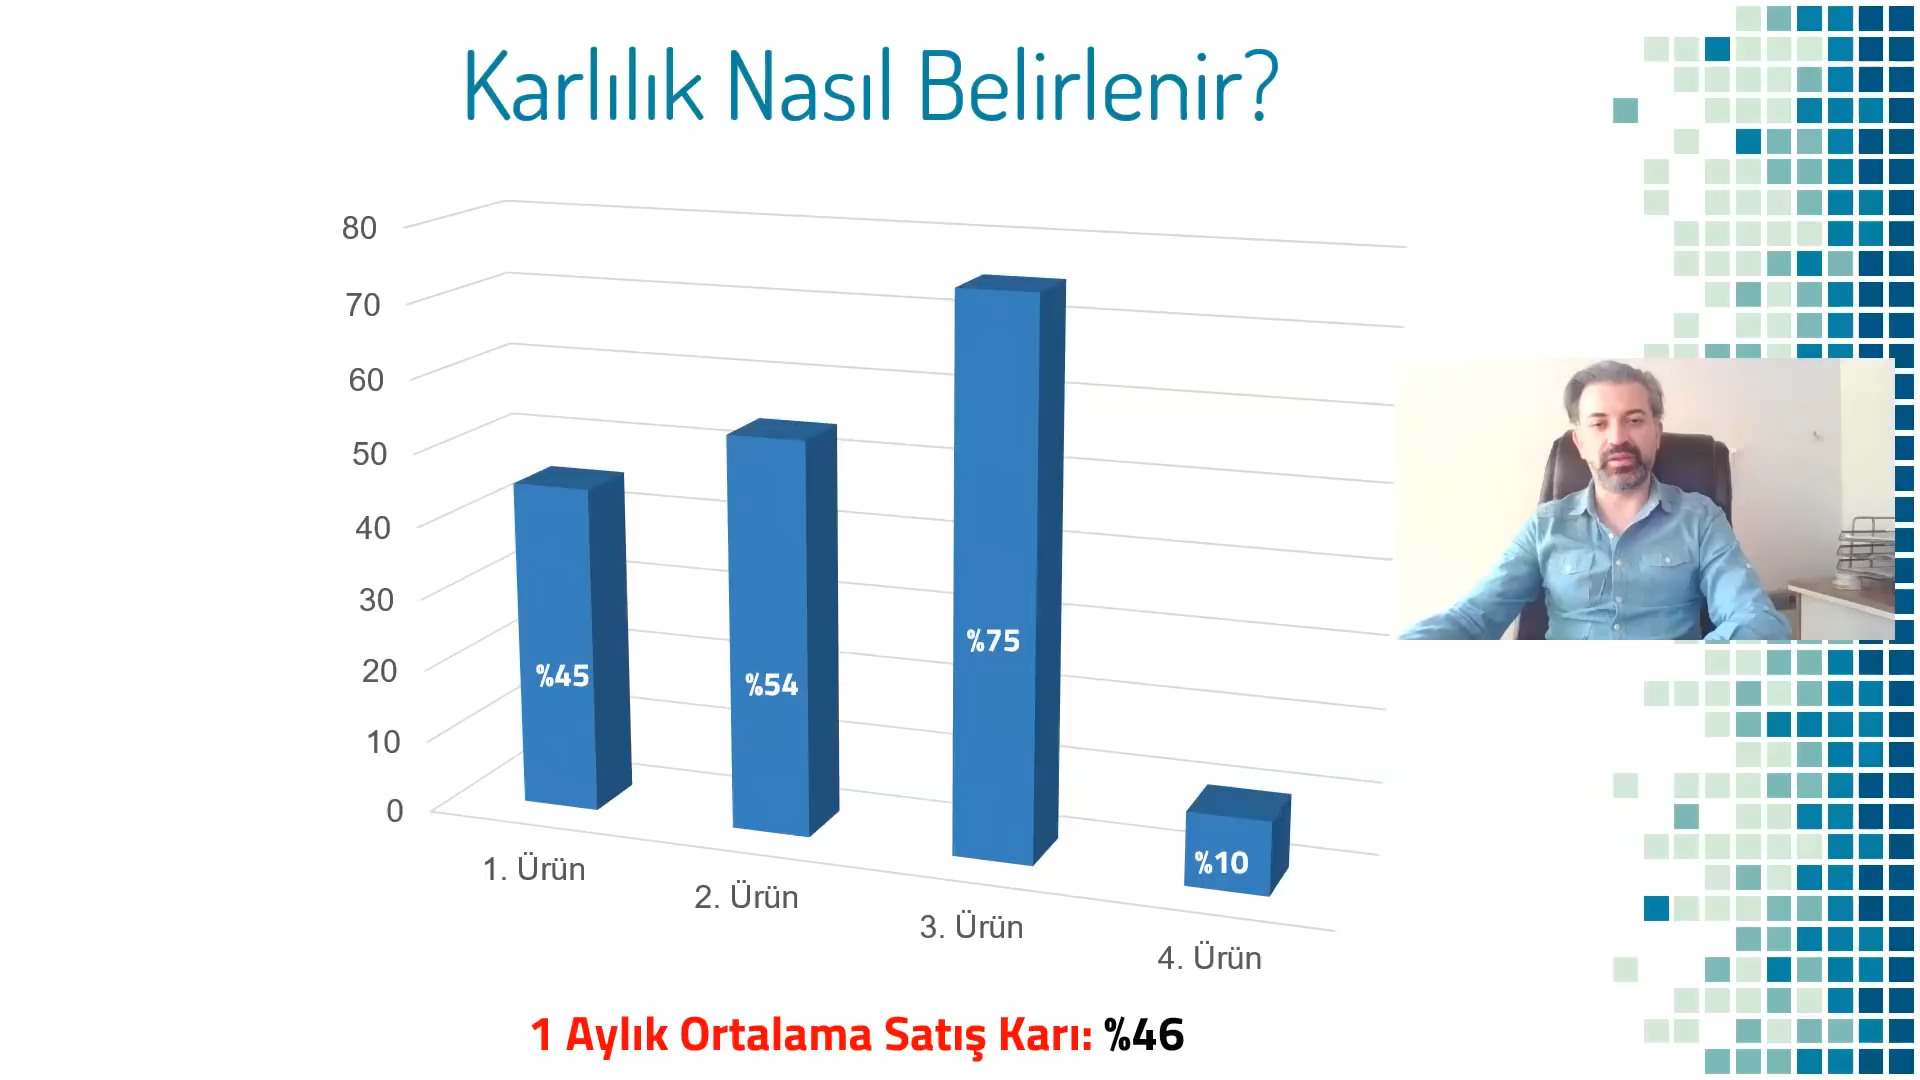 Karlılık Nasıl Belirlenir?
80
70
60
50
40
30
20
10
0
%45
%54
%75
%10
1. Ürün
2. Ürün
3. Ürün
4. Ürün
1 Aylık Ortalama Satış Karı: %46